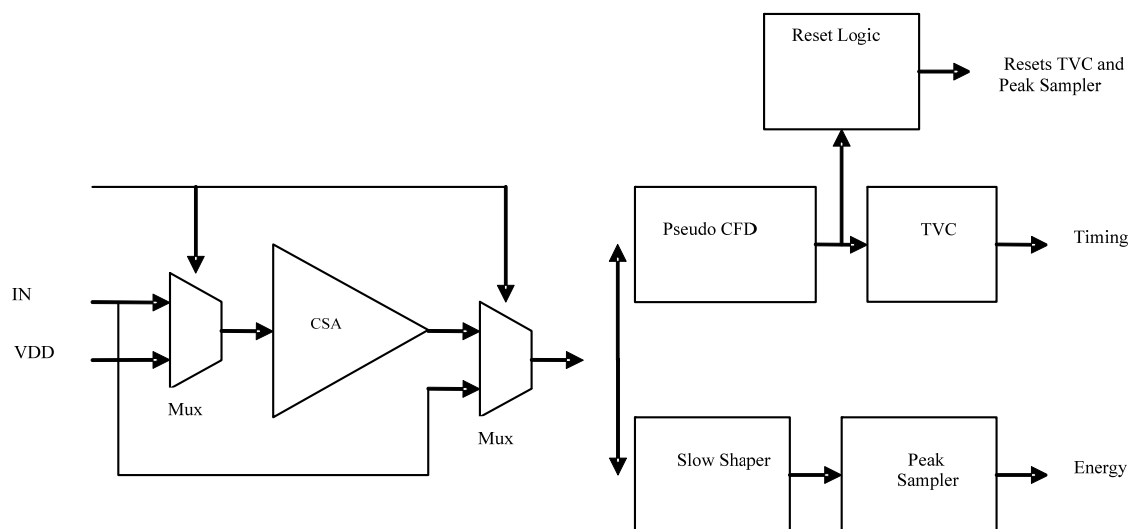 Reset Logic
Resets TVC and
Peak Sampler
Pseudo CFD
TVC
Timing
IN
CSA
VDD
Mux
Mux
Slow Shaper
Peak
Sampler
Energy